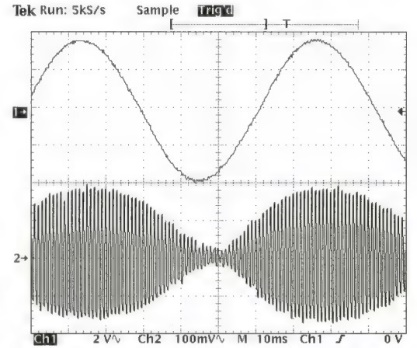 Tek Run: 5kS/s Sample Trig'd
T
1→
2→
Ch1 2 V∿ Ch2 100mV∿ M 10ms Ch1 ∫ 0 V